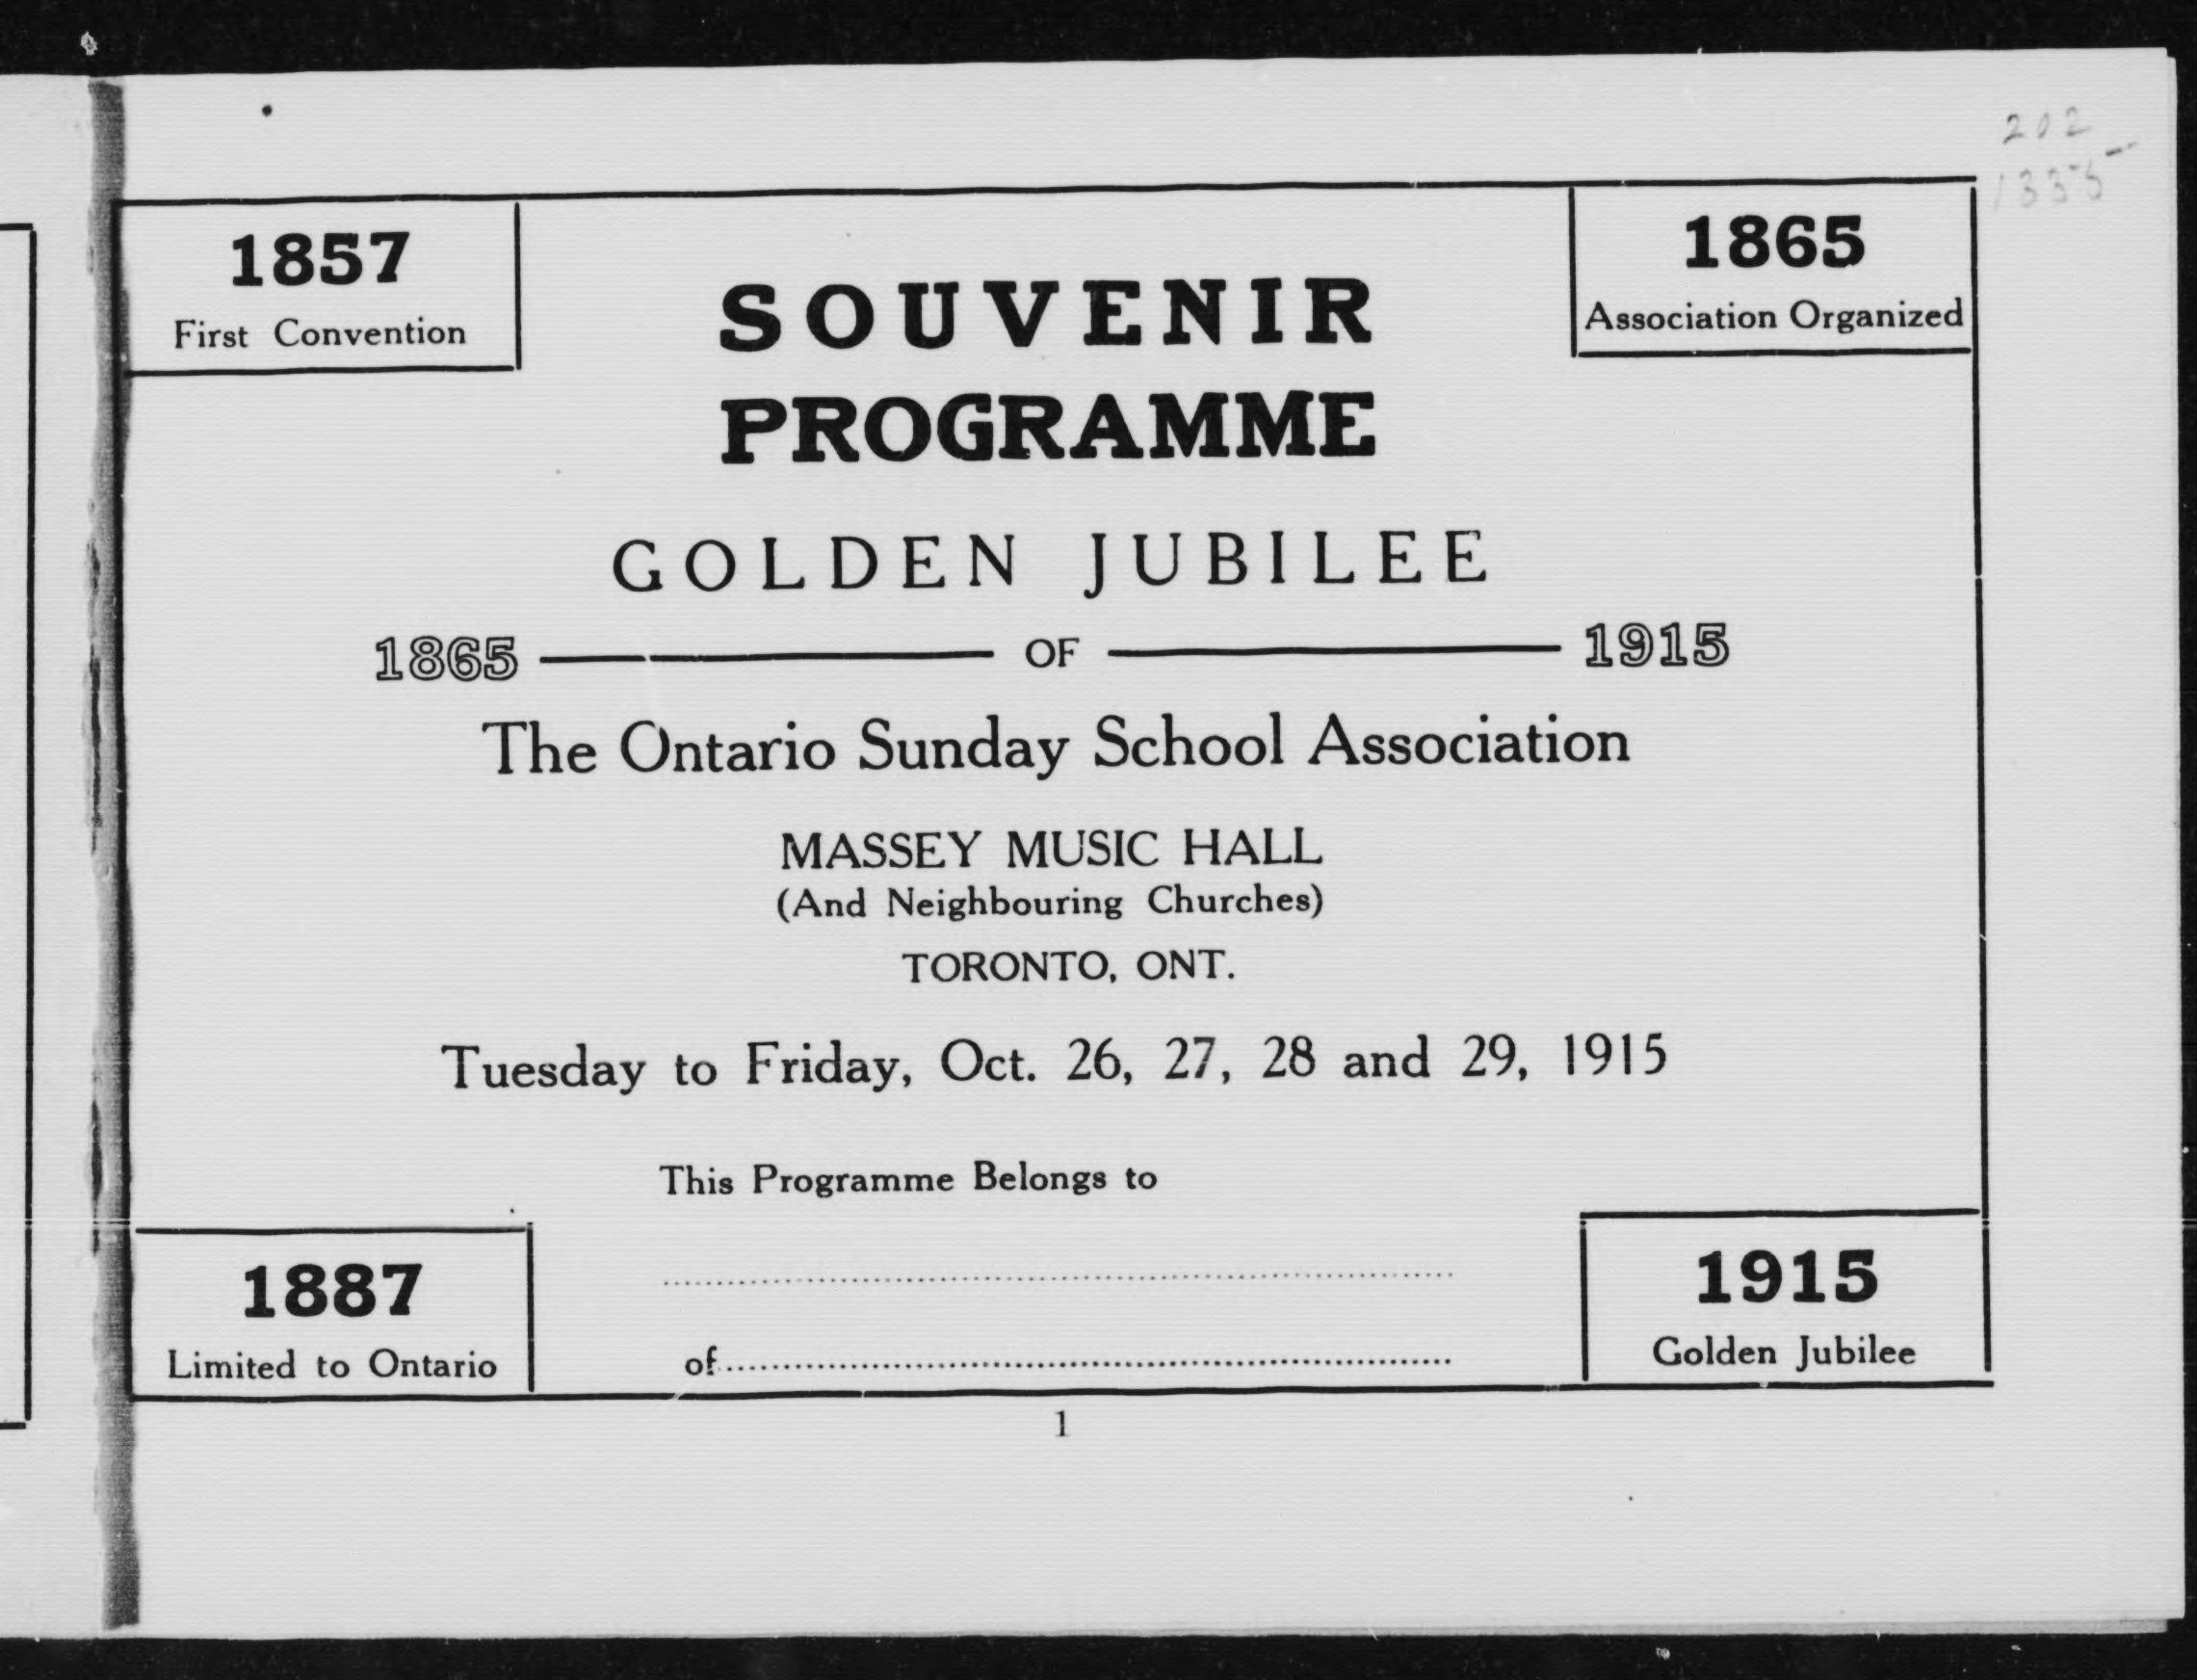 202
1335
1857
First Convention
1865
Association Organized
SOUVENIR
PROGRAMME
GOLDEN JUBILEE
1865 OF 1915
The Ontario Sunday School Association
MASSEY MUSIC HALL
(And Neighbouring Churches)
TORONTO, ONT.
Tuesday to Friday, Oct. 26, 27, 28 and 29, 1915
This Programme Belongs to
of
1887
Limited to Ontario
1915
Golden Jubilee
1